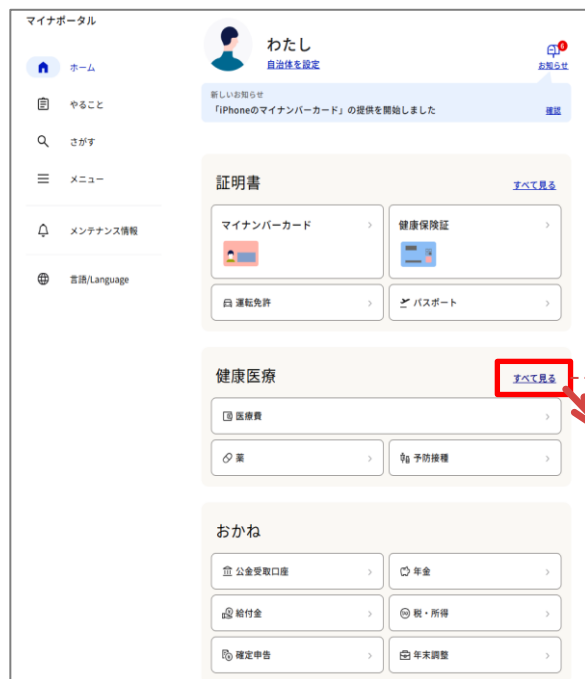 マイナポータル
ホーム
やること
さがす
メニュー
メンテナンス情報
言語/Language
わたし
自治体を設定
6
お知らせ
新しいお知らせ
「iPhoneのマイナンバーカード」の提供を開始しました
確認
証明書
すべて見る
マイナンバーカード
健康保険証
運転免許
パスポート
健康医療
すべて見る
医療費
薬
予防接種
おかね
公金受取口座
年金
給付金
税・所得
確定申告
年末調整